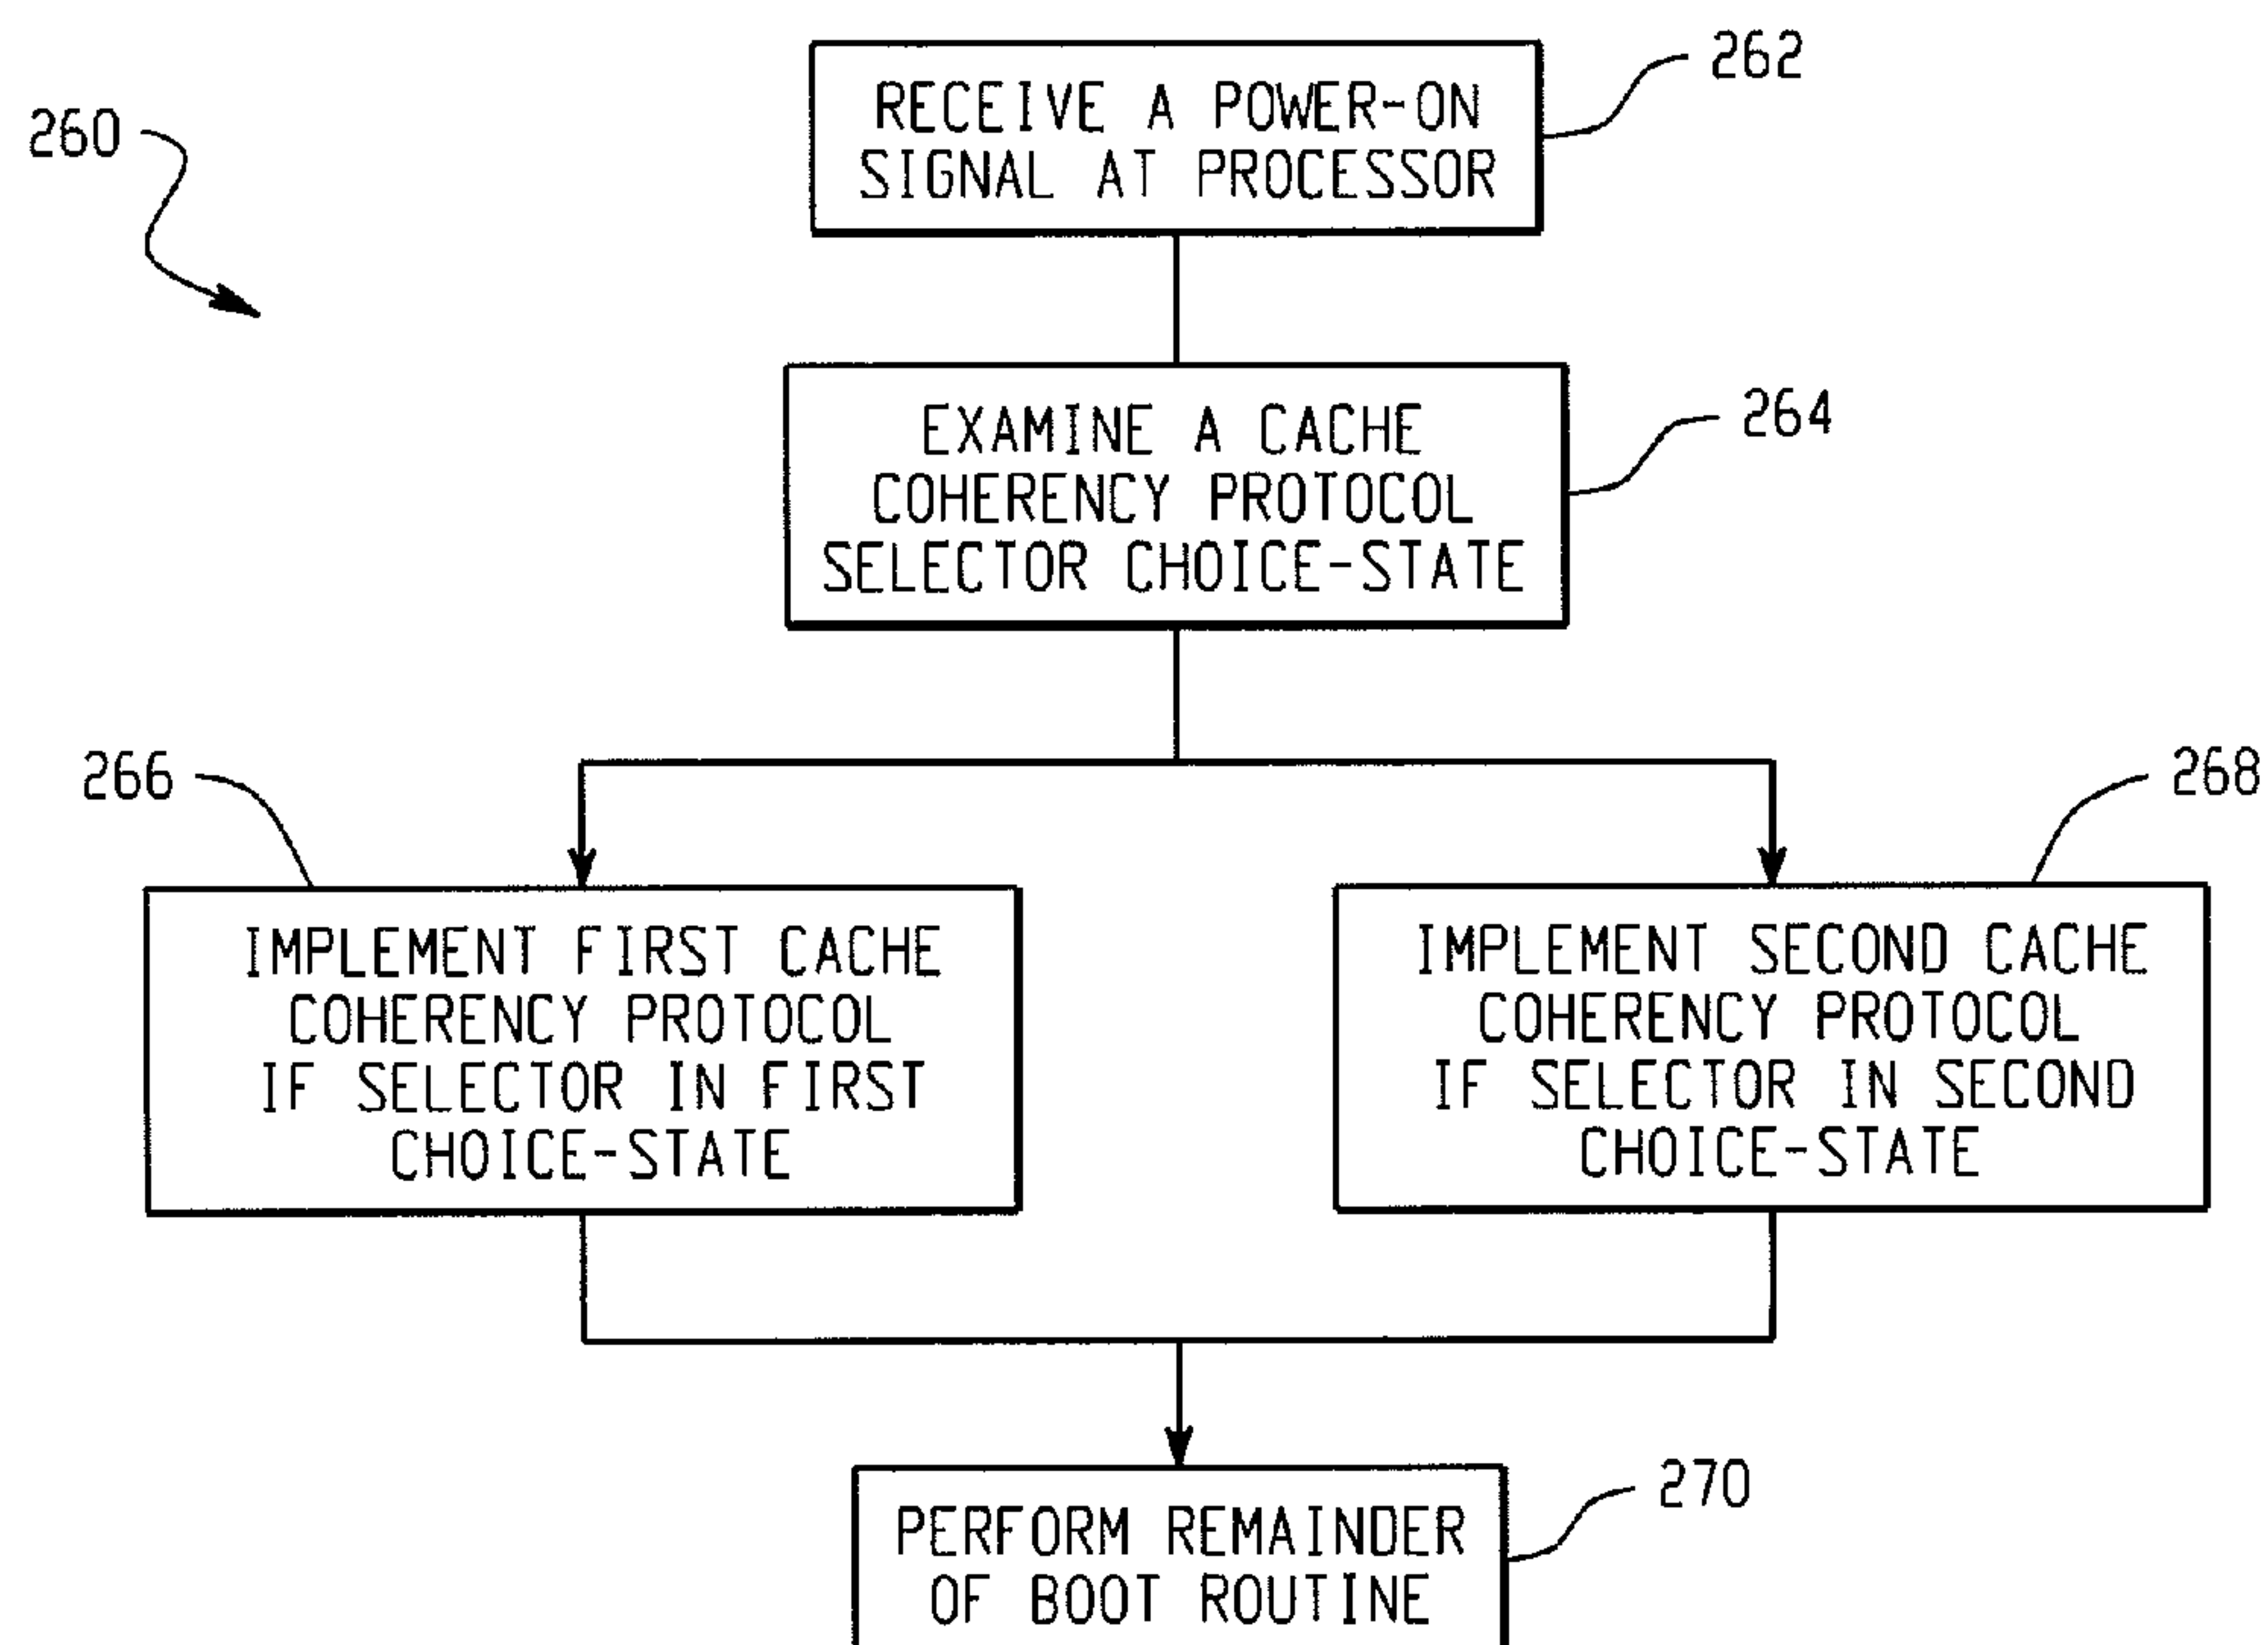 262
RECEIVE A POWER-ON
SIGNAL AT PROCESSOR
260
264
EXAMINE A CACHE
COHERENCY PROTOCOL
SELECTOR CHOICE-STATE
266
268
IMPLEMENT FIRST CACHE
COHERENCY PROTOCOL
IF SELECTOR IN FIRST
CHOICE-STATE
IMPLEMENT SECOND CACHE
COHERENCY PROTOCOL
IF SELECTOR IN SECOND
CHOICE-STATE
270
PERFORM REMAINDER
OF BOOT ROUTINE